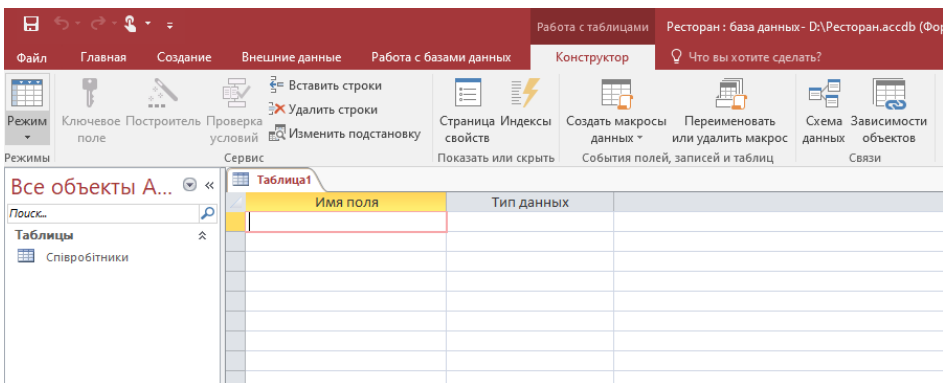 Работа с таблицами
Ресторан : база данных- D:\Ресторан.accdb (Фор
Файл Главная Создание Внешние данные Работа с базами данных Конструктор Что вы хотите сделать?
Режим
Ключевое поле
Построитель
Проверка условий
Вставить строки
Удалить строки
Изменить подстановку
Страница свойств
Индексы
Создать макросы данных
Переименовать или удалить макрос
Схема данных
Зависимости объектов
Режимы Сервис Показать или скрыть События полей, записей и таблиц Связи
Все объекты A... «
Поиск...
Таблицы
Співробітники
Таблица1
Имя поля Тип данных